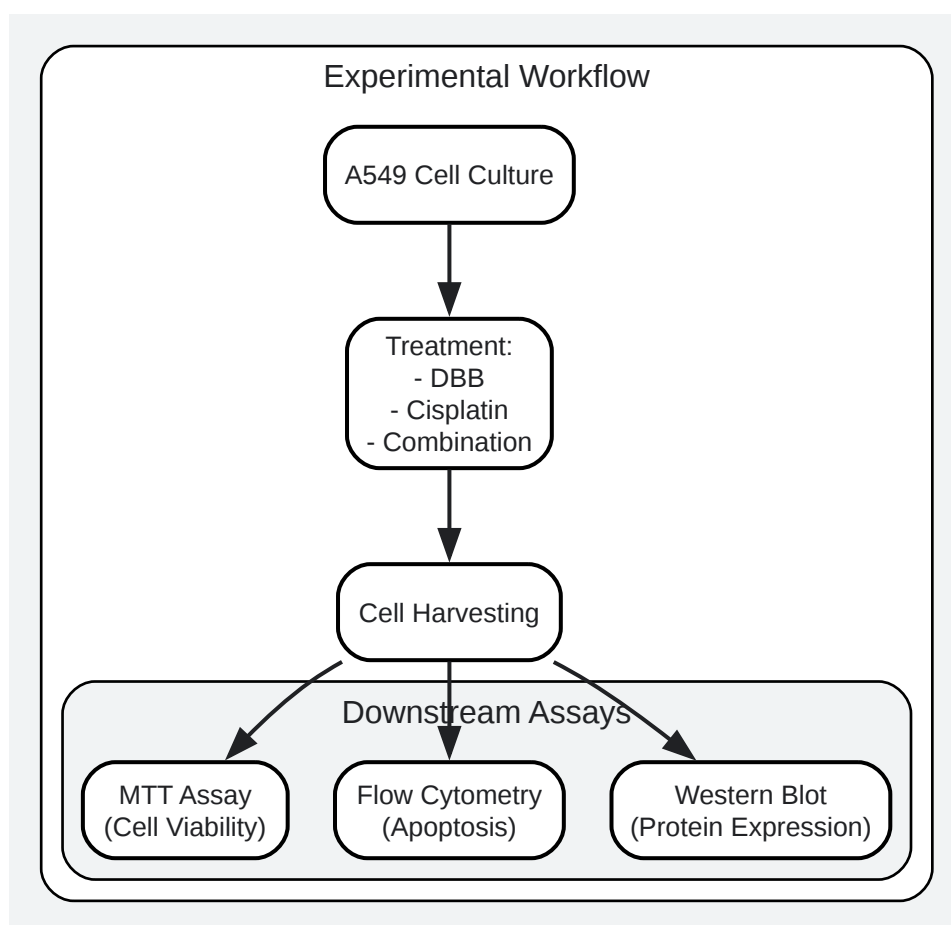 Experimental Workflow
A549 Cell Culture
Treatment:
- DBB
- Cisplatin
- Combination
Cell Harvesting
Downstream Assays
MTT Assay
(Cell Viability)
Flow Cytometry
(Apoptosis)
Western Blot
(Protein Expression)